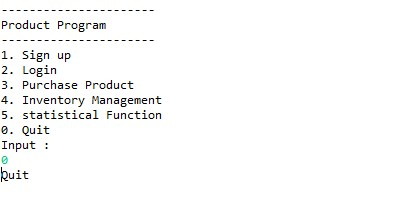 ----------------------
Product Program
----------------------
1. Sign up
2. Login
3. Purchase Product
4. Inventory Management
5. statistical Function
0. Quit
Input :
0
Quit